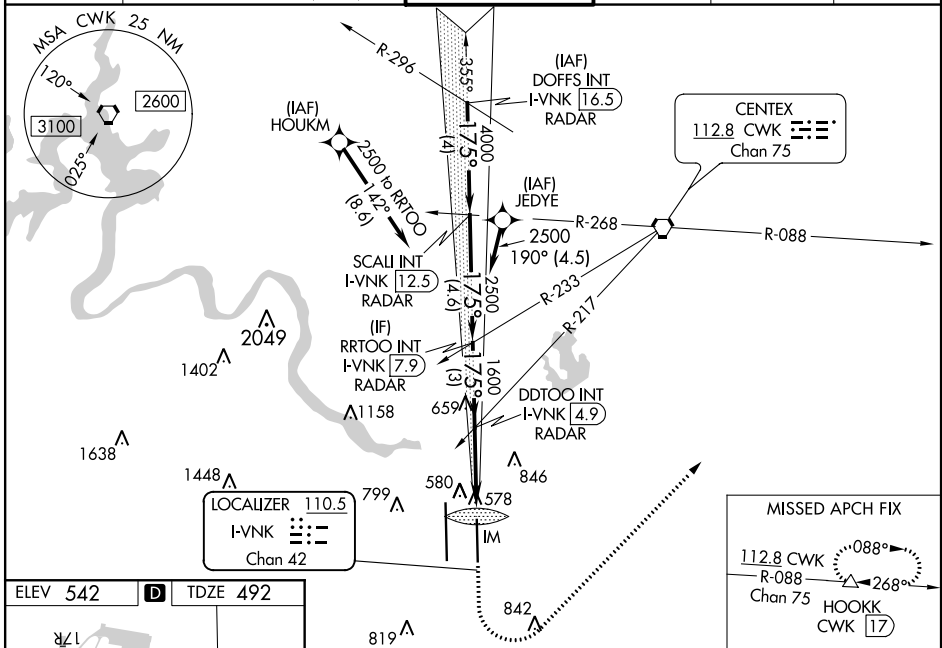 MSA CWK 25 NM
120°
2600
3100
025°
R-296
355°
(IAF)
DOFFS INT
I-VNK 16.5
RADAR
CENTEX
112.8 CWK
Chan 75
(IAF)
HOUKM
2500 to RRTOO
142°
(8.6)
4000
175°
(4)
(IAF)
JEDYE
R-268
R-088
2500
190° (4.5)
SCALI INT
I-VNK 12.5
RADAR
2500
175°
(4.6)
R-233
R-217
(IF)
RRTOO INT
I-VNK 7.9
RADAR
1600
175°
(3)
DDTOO INT
I-VNK 4.9
RADAR
2049
1402
1158
659
1638
1448
799
580
578
846
IM
LOCALIZER 110.5
I-VNK
Chan 42
MISSED APCH FIX
112.8 CWK
R-088
Chan 75
088°
268°
HOOKK
CWK 17
ELEV 542 D TDZE 492
17R
819
842